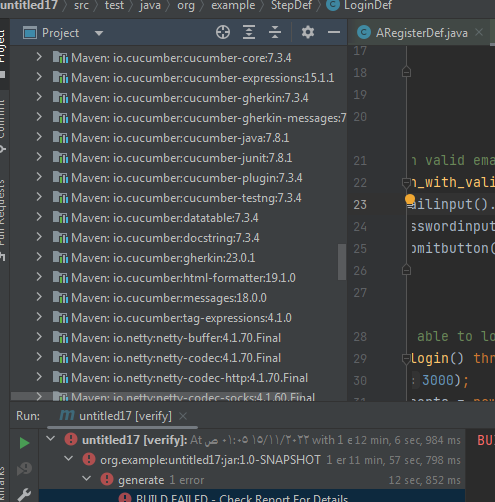 untitled17 > src > test > java > org > example > StepDef > LoginDef
Project
Project
ARegisterDef.java ×
Maven: io.cucumber:cucumber-core:7.3.4
Maven: io.cucumber:cucumber-expressions:15.1.1
Maven: io.cucumber:cucumber-gherkin:7.3.4
Maven: io.cucumber:cucumber-gherkin-messages:7
Maven: io.cucumber:cucumber-java:7.8.1
Maven: io.cucumber:cucumber-junit:7.8.1
Maven: io.cucumber:cucumber-plugin:7.3.4
Maven: io.cucumber:cucumber-testng:7.3.4
Maven: io.cucumber:datatable:7.3.4
Maven: io.cucumber:docstring:7.3.4
Maven: io.cucumber:gherkin:23.0.1
Maven: io.cucumber:html-formatter:19.1.0
Maven: io.cucumber:messages:18.0.0
Maven: io.cucumber:tag-expressions:4.1.0
Maven: io.netty:netty-buffer:4.1.70.Final
Maven: io.netty:netty-codec:4.1.70.Final
Maven: io.netty:netty-codec-http:4.1.70.Final
Maven: io.netty:netty-codec-socks:4.1.60.Final
Commit
Pull Requests
17
18
19
20
21 n valid ema
22 n_with_vali
23 ailinput().
24 sswordinput
25 bmitbutton(
26
27
28 able to lo
29 Login() thr
30 3000);
31
Run: untitled17 [verify] ×
untitled17 [verify]: At ١٥/١١/٢٠٢٢ ٠١:٠٥ ص with 1 e 12 min, 6 sec, 984 ms
org.example:untitled17:jar:1.0-SNAPSHOT 1 er 11 min, 57 sec, 798 ms
generate 1 error 12 sec, 852 ms
BUILD FAILED - Check Report For Details
BU